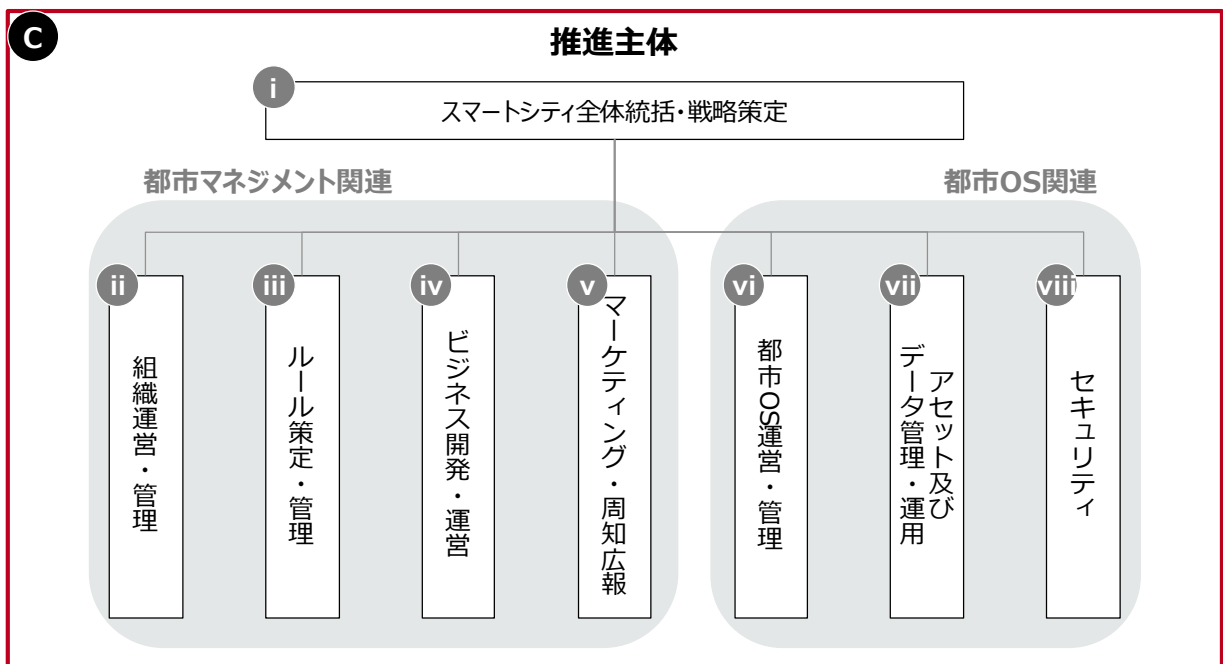 C
推進主体
i
スマートシティ全体統括・戦略策定
都市マネジメント関連
都市OS関連
ii
組織運営・管理
iii
ルール策定・管理
iv
ビジネス開発・運営
v
マーケティング・周知広報
vi
都市OS運営・管理
vii
アセット及び
データ管理・運用
viii
セキュリティ